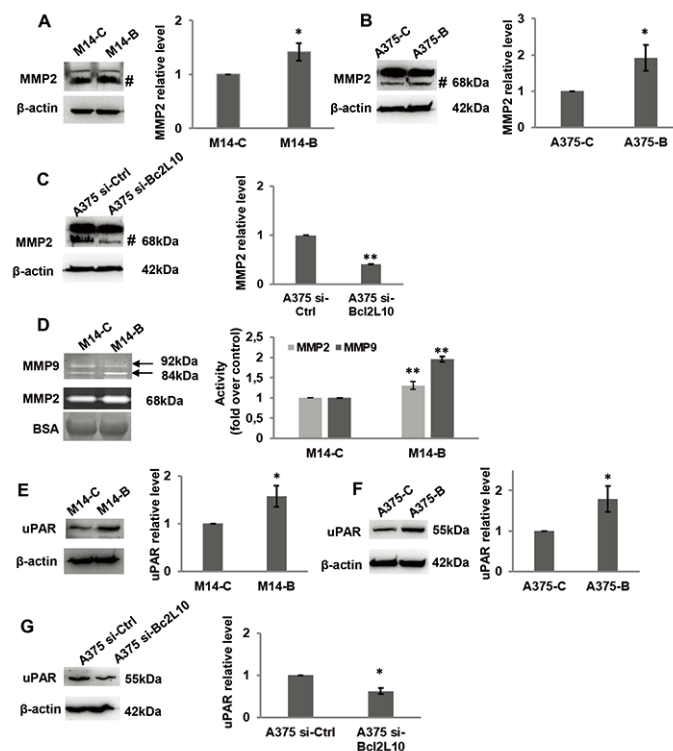 A
M14-C
M14-B
MMP2
#
β-actin
MMP2 relative level
2
1
0
*
M14-C
M14-B
B
A375-C
A375-B
MMP2
# 68kDa
β-actin
42kDa
MMP2 relative level
3
2
1
0
*
A375-C
A375-B
C
A375 si-Ctrl
A375 si-Bc2L10
MMP2
# 68kDa
β-actin
42kDa
MMP2 relative level
2
1
0
**
A375 si-Ctrl
A375 si-Bcl2L10
D
M14-C
M14-B
MMP9
92kDa
84kDa
MMP2
68kDa
BSA
Activity
(fold over control)
2,5
2
1,5
1
0,5
0
MMP2
MMP9
**
**
M14-C
M14-B
E
M14-C
M14-B
uPAR
β-actin
uPAR relative level
2
1
0
*
M14-C
M14-B
F
A375-C
A375-B
uPAR
55kDa
β-actin
42kDa
uPAR relative level
3
2
1
0
*
A375-C
A375-B
G
A375 si-Ctrl
A375 si-Bc2L10
uPAR
55kDa
β-actin
42kDa
uPAR relative level
2
1
0
*
A375 si-Ctrl
A375 si-
Bcl2L10